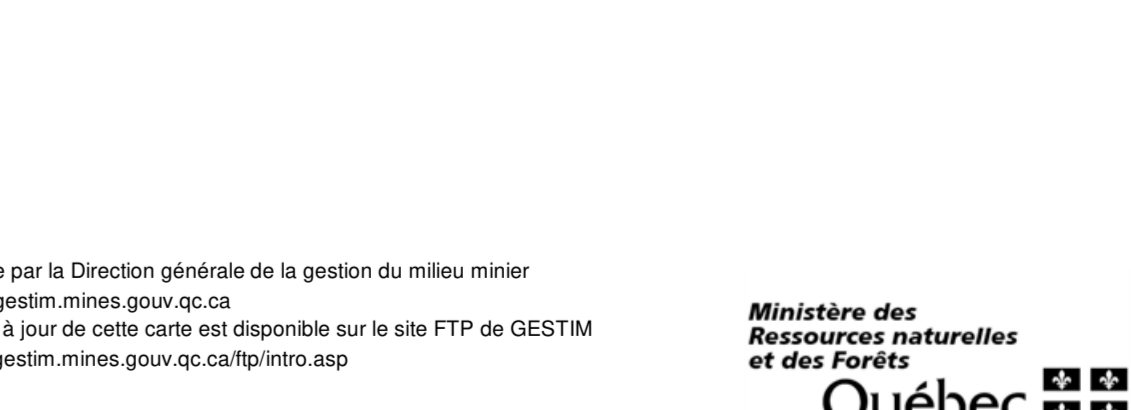 e par la Direction générale de la gestion du milieu minier
gestim.mines.gouv.qc.ca
à jour de cette carte est disponible sur le site FTP de GESTIM
gestim.mines.gouv.qc.ca/ftp/intro.asp
Ministère des
Ressources naturelles
et des Forêts
Québec